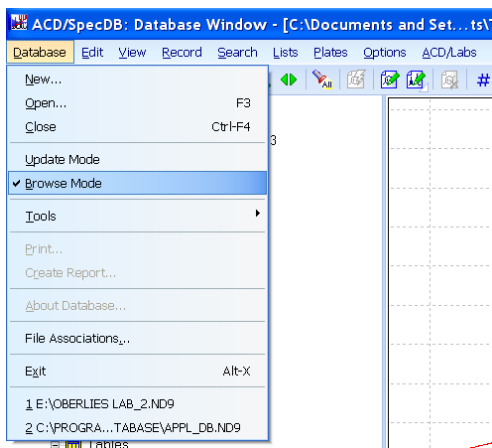 ACD/SpecDB: Database Window - [C:\Documents and Set...ts\
Database Edit View Record Search Lists Plates Options ACD/Labs
New...
All #
Open... F3
Close Ctrl-F4
3
Update Mode
Browse Mode
Tools
Print...
Create Report...
About Database...
File Associations...
Exit Alt-X
1 E:\OBERLIES LAB_2.ND9
2 C:\PROGRA...TABASE\APPL_DB.ND9
Tables